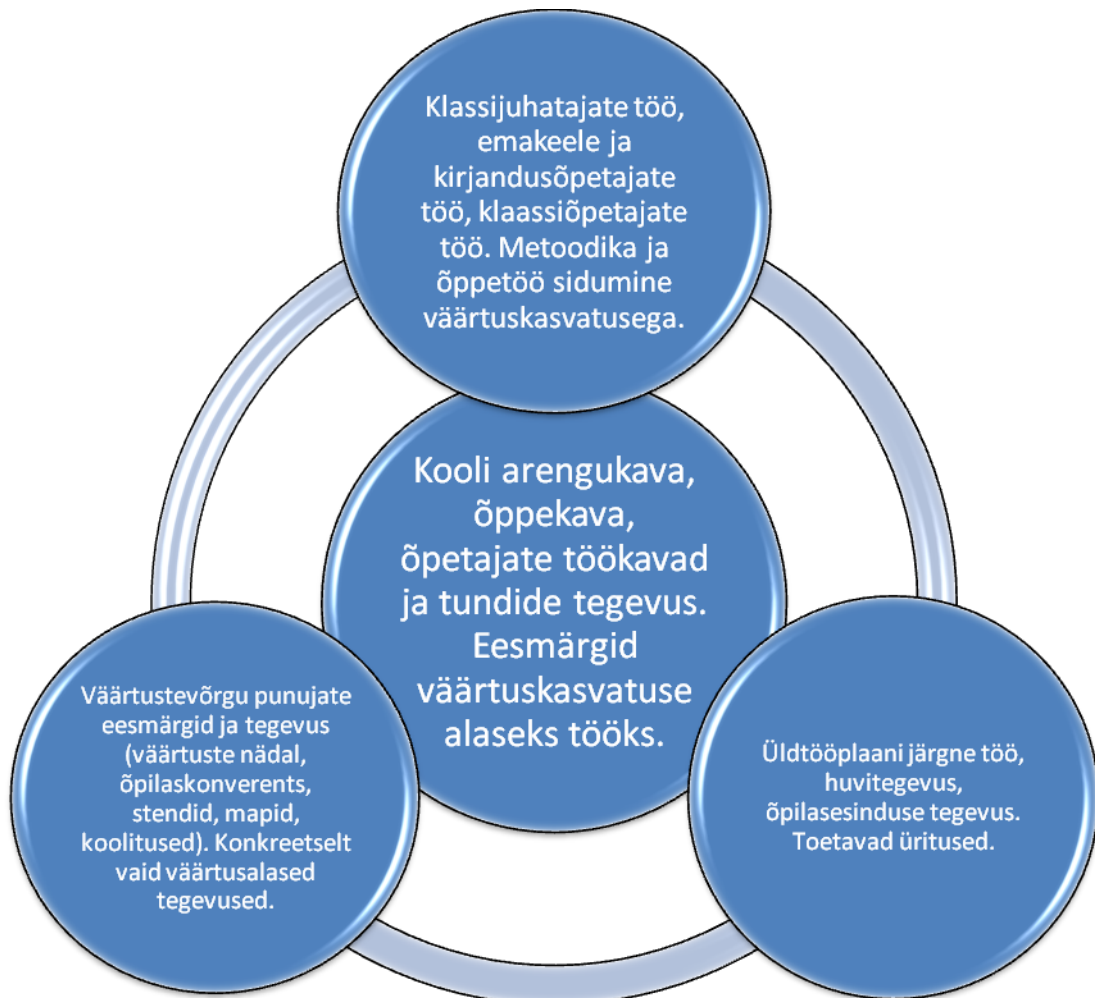 Klassijuhatajate töö,
emakeele ja
kirjandusõpetajate
töö, klaassiõpetajate
töö. Metoodika ja
õppetöö sidumine
väärtuskasvatusega.
Kooli arengukava,
õppekava,
õpetajate töökavad
ja tundide tegevus.
Eesmärgid
väärtuskasvatuse
alaseks tööks.
Väärtustevõrgu punujate
eesmärgid ja tegevus
(väärtuste nädal,
õpilaskonverents,
stendid, mapid,
koolitused). Konkreetselt
vaid väärtusalased
tegevused.
Üldtööplaani järgne töö,
huvitegevus,
õpilasesinduse tegevus.
Toetavad üritused.